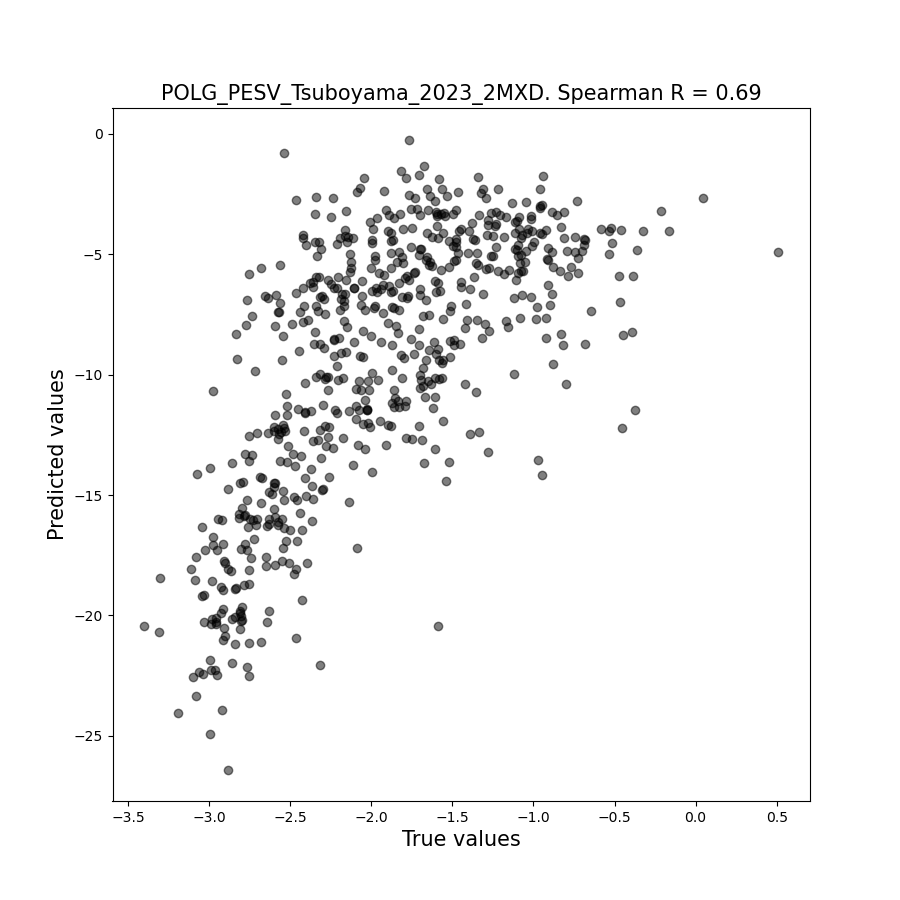 POLG_PESV_Tsuboyama_2023_2MXD. Spearman R = 0.69
0
−5
−10
−15
−20
−25
Predicted values
−3.5 −3.0 −2.5 −2.0 −1.5 −1.0 −0.5 0.0 0.5
True values